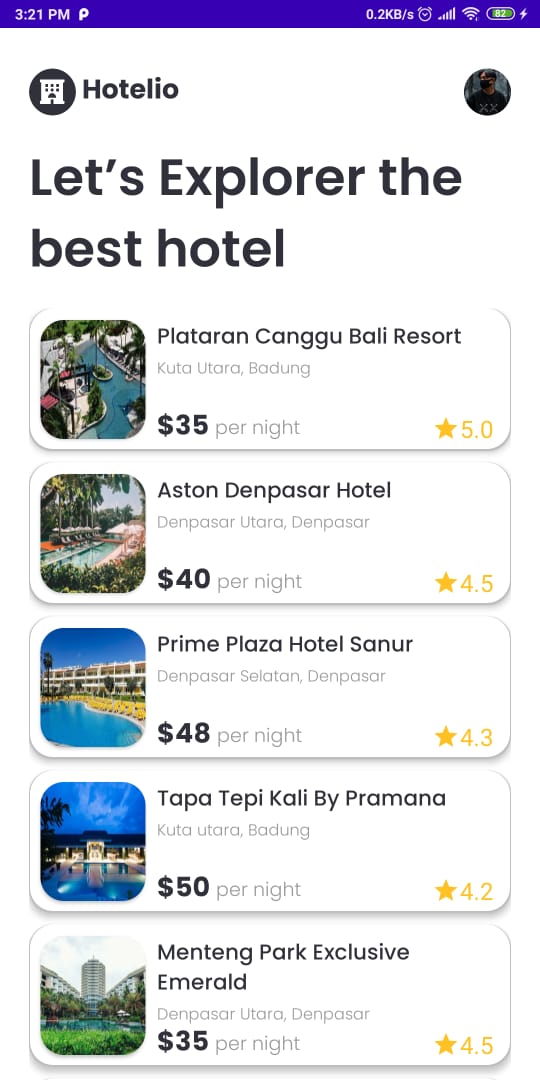 3:21 PM
0.2KB/s 82
Hotelio
Let’s Explorer the
best hotel
Plataran Canggu Bali Resort
Kuta Utara, Badung
$35 per night 5.0
Aston Denpasar Hotel
Denpasar Utara, Denpasar
$40 per night 4.5
Prime Plaza Hotel Sanur
Denpasar Selatan, Denpasar
$48 per night 4.3
Tapa Tepi Kali By Pramana
Kuta utara, Badung
$50 per night 4.2
Menteng Park Exclusive
Emerald
Denpasar Utara, Denpasar
$35 per night 4.5